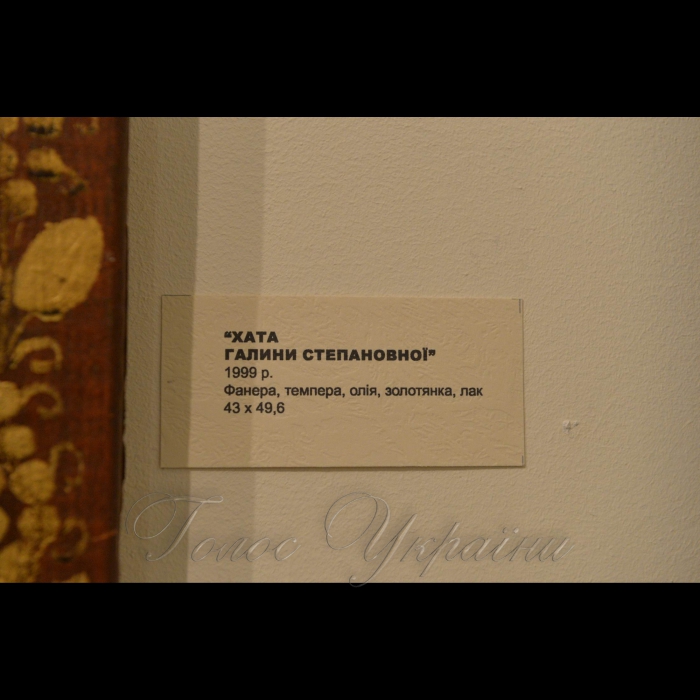 “ХАТА
ГАЛИНИ СТЕПАНОВНОЇ”
1999 р.
Фанера, темпера, олія, золотянка, лак
43 х 49,6
Голос України